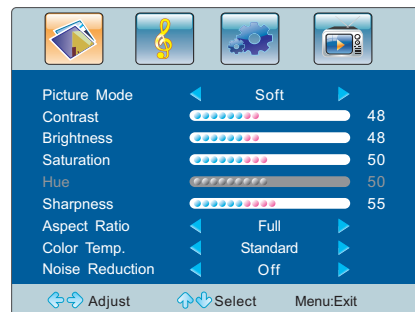 Picture Mode Soft
Contrast 48
Brightness 48
Saturation 50
Hue 50
Sharpness 55
Aspect Ratio Full
Color Temp. Standard
Noise Reduction Off
Adjust Select Menu:Exit